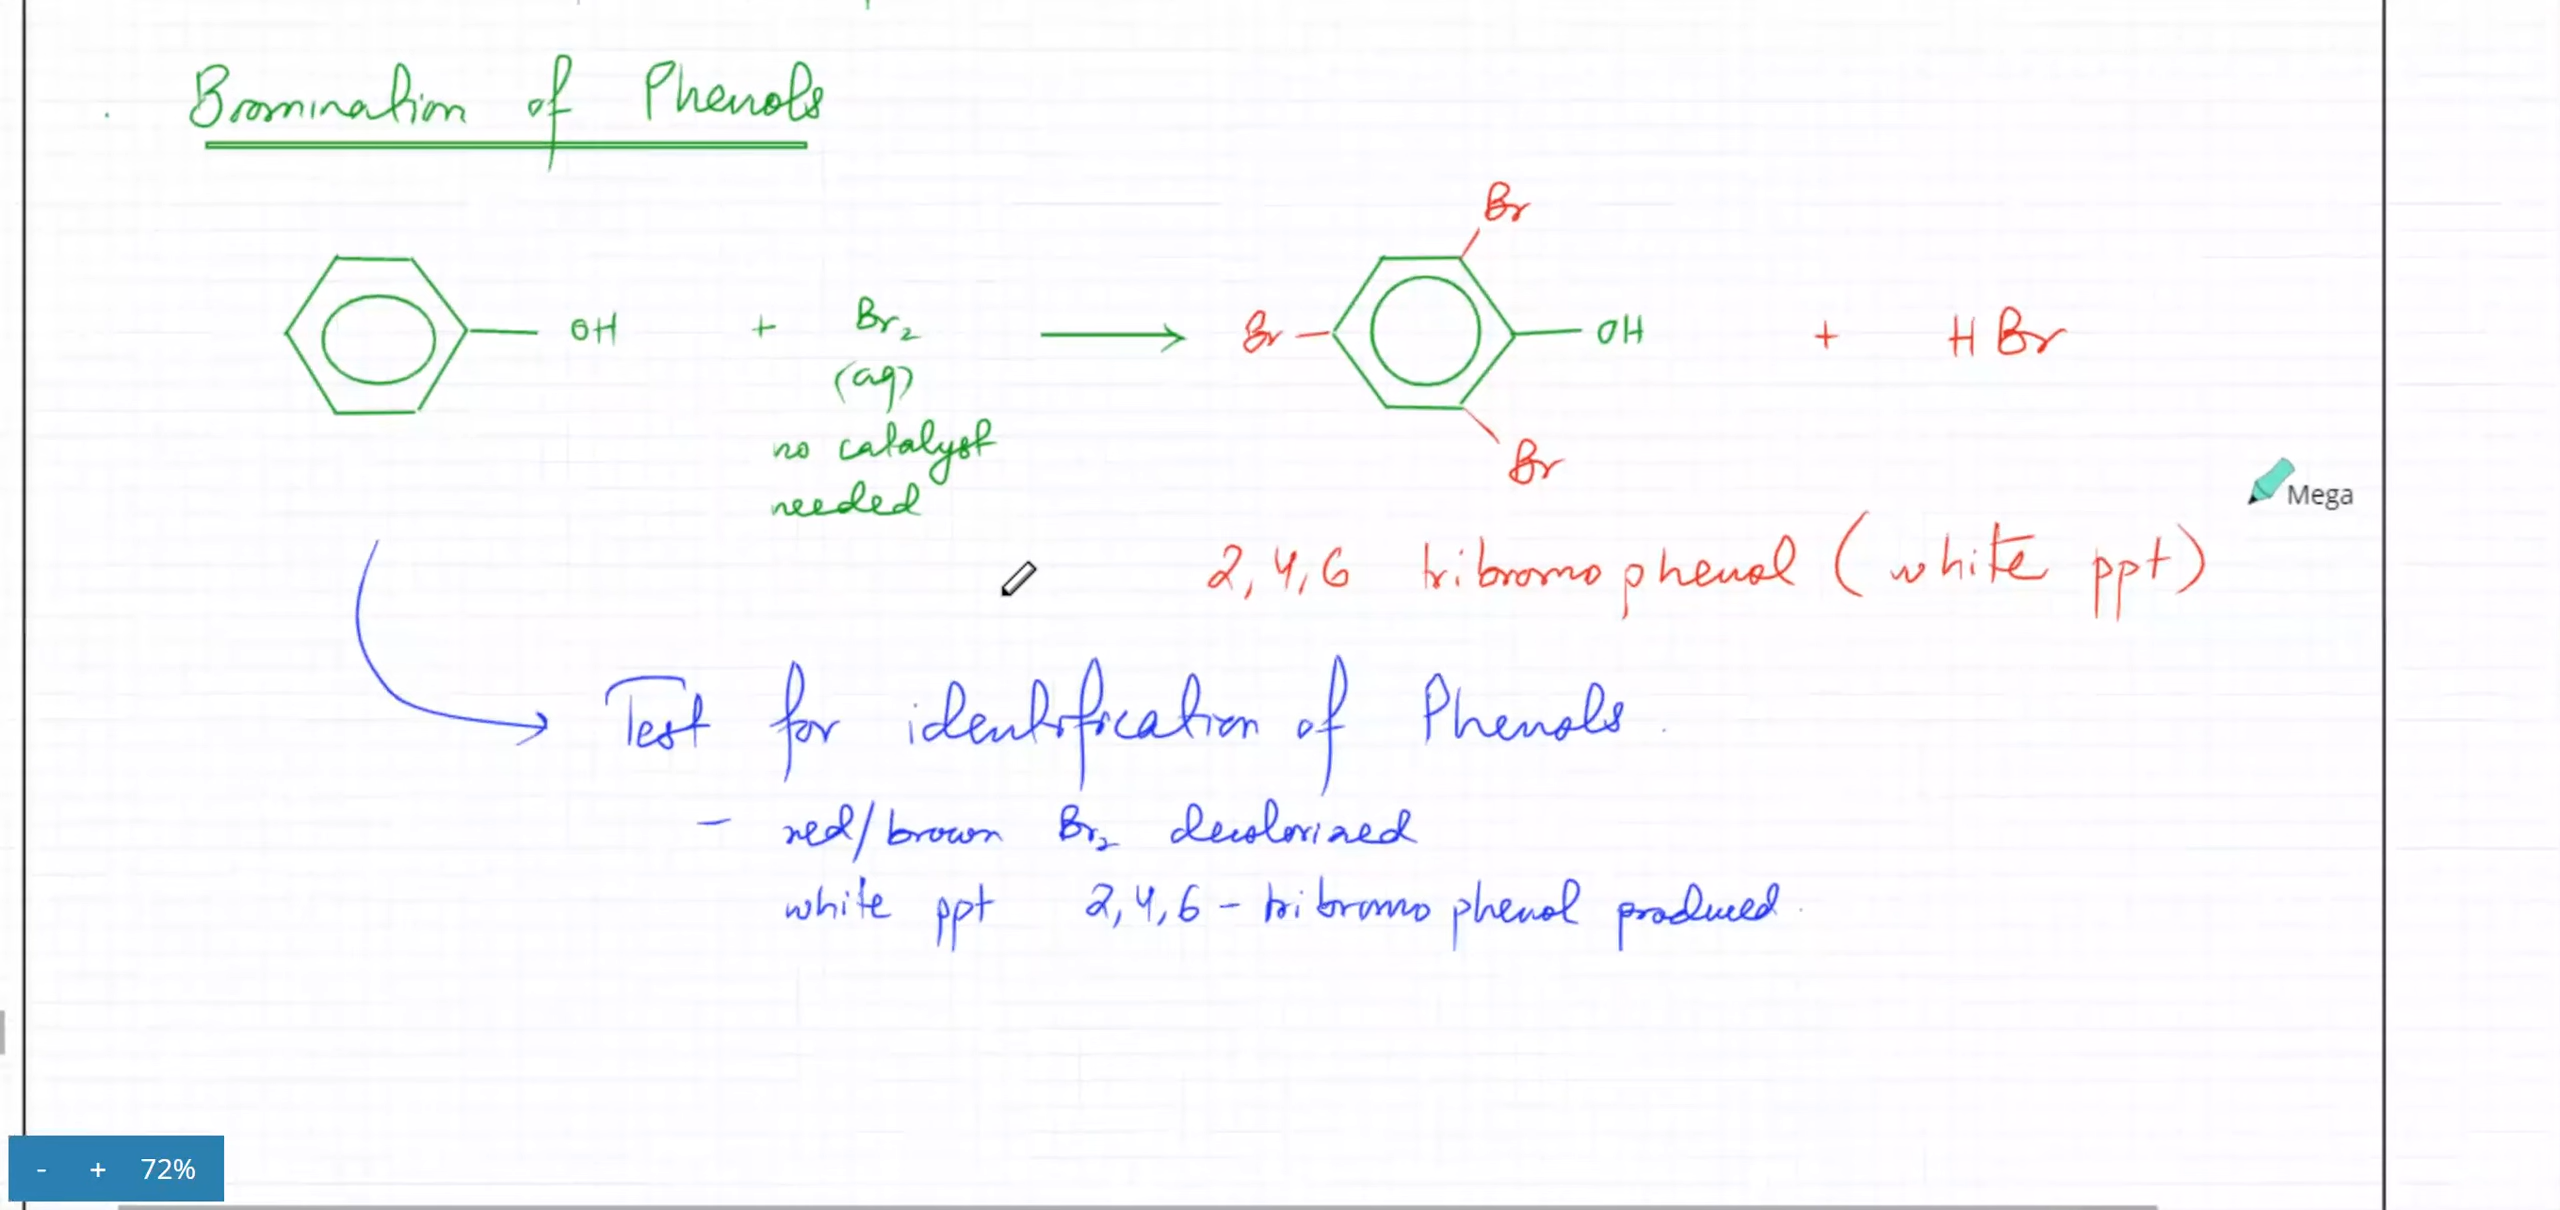 Bromination of Phenols
Br
OH + Br₂ → Br OH + HBr
(aq)
no catalyst
needed
Br
Mega
2,4,6 tribromophenol (white ppt)
Test for identification of Phenols.
- red/brown Br₂ decolorized
white ppt 2,4,6-tribromophenol produced.
- + 72%